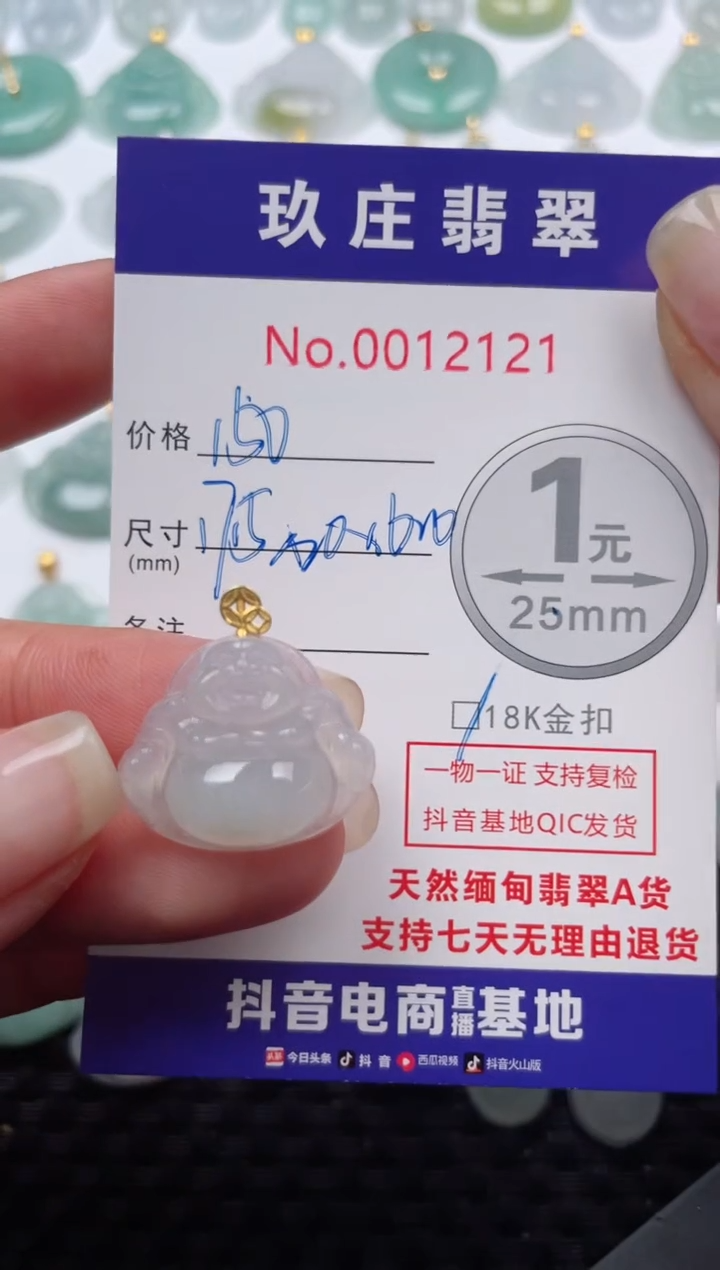 玖庄翡翠
No.0012121
价格 150
尺寸
(mm)
备注
1元
25mm
18K金扣
一物一证 支持复检
抖音基地QIC发货
天然缅甸翡翠A货
支持七天无理由退货
抖音电商直播基地
今日头条 抖音 西瓜视频 抖音火山版